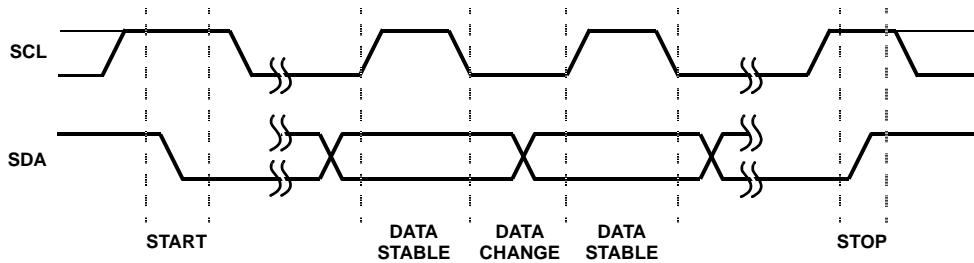 SCL
SDA
START
DATA
STABLE
DATA
CHANGE
DATA
STABLE
STOP